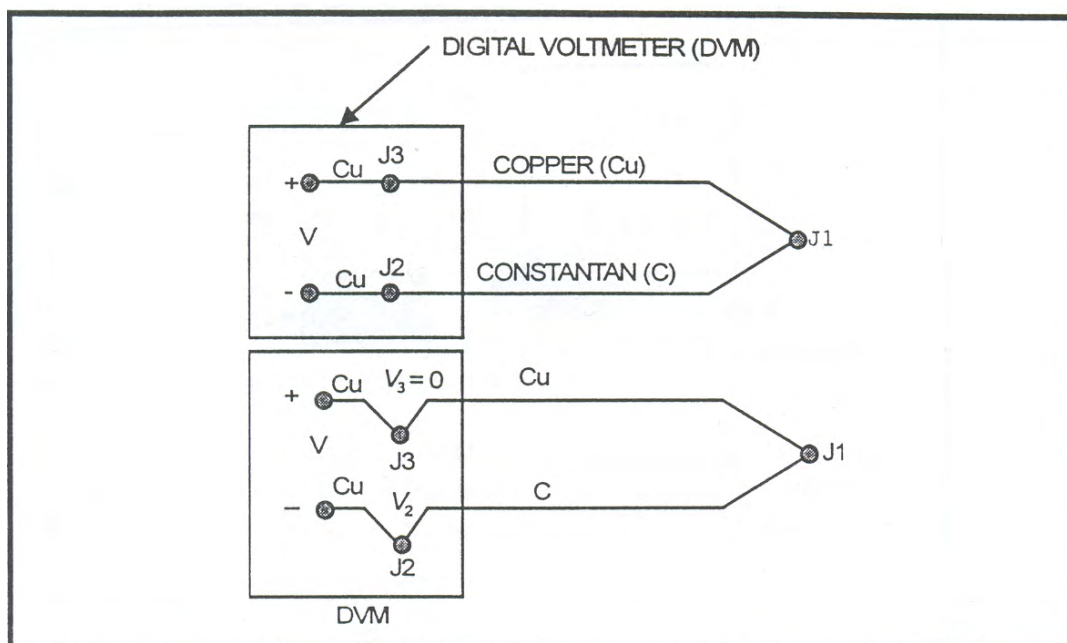 DIGITAL VOLTMETER (DVM)
Cu J3
+ COPPER (Cu)
V J1
- Cu J2 CONSTANTAN (C)
+ Cu V3 = 0 Cu
V J3 J1
− Cu V2 C
J2
DVM